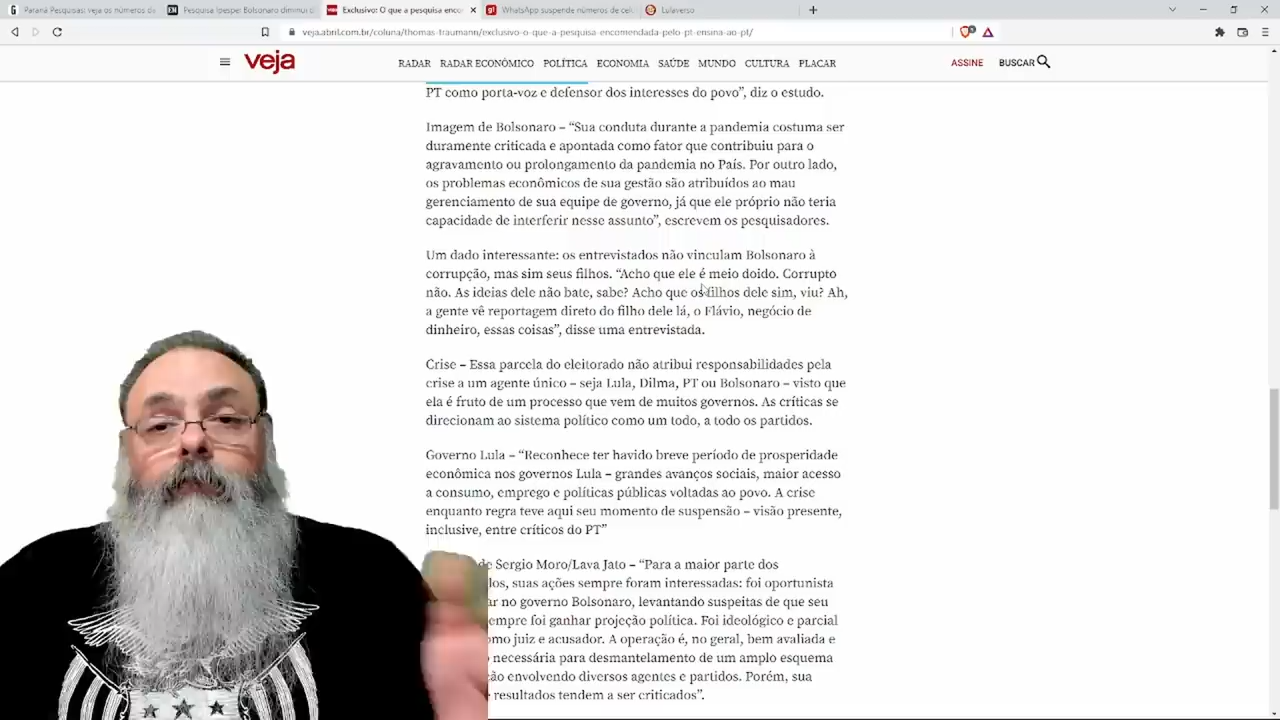 Paraná Pesquisas: veja os números da
Pesquisa Ipespe: Bolsonaro diminui d
Exclusivo: O que a pesquisa enco
WhatsApp suspende números de cel
Lulaverso
veja.abril.com.br/coluna/thomas-traumann/exclusivo-o-que-a-pesquisa-encomendada-pelo-pt-ensina-ao-pt/
veja
RADAR RADAR ECONÔMICO POLÍTICA ECONOMIA SAÚDE MUNDO CULTURA PLACAR
ASSINE BUSCAR
PT como porta-voz e defensor dos interesses do povo”, diz o estudo.
Imagem de Bolsonaro – “Sua conduta durante a pandemia costuma ser
duramente criticada e apontada como fator que contribuiu para o
agravamento ou prolongamento da pandemia no País. Por outro lado,
os problemas econômicos de sua gestão são atribuídos ao mau
gerenciamento de sua equipe de governo, já que ele próprio não teria
capacidade de interferir nesse assunto”, escrevem os pesquisadores.
Um dado interessante: os entrevistados não vinculam Bolsonaro à
corrupção, mas sim seus filhos. “Acho que ele é meio doido. Corrupto
não. As ideias dele não bate, sabe? Acho que os filhos dele sim, viu? Ah,
a gente vê reportagem direto do filho dele lá, o Flávio, negócio de
dinheiro, essas coisas”, disse uma entrevistada.
Crise – Essa parcela do eleitorado não atribui responsabilidades pela
crise a um agente único – seja Lula, Dilma, PT ou Bolsonaro – visto que
ela é fruto de um processo que vem de muitos governos. As críticas se
direcionam ao sistema político como um todo, a todo os partidos.
Governo Lula – “Reconhece ter havido breve período de prosperidade
econômica nos governos Lula – grandes avanços sociais, maior acesso
a consumo, emprego e políticas públicas voltadas ao povo. A crise
enquanto regra teve aqui seu momento de suspensão – visão presente,
inclusive, entre críticos do PT”
de Sergio Moro/Lava Jato – “Para a maior parte dos
los, suas ações sempre foram interessadas: foi oportunista
ar no governo Bolsonaro, levantando suspeitas de que seu
sempre foi ganhar projeção política. Foi ideológico e parcial
omo juiz e acusador. A operação é, no geral, bem avaliada e
necessária para desmantelamento de um amplo esquema
ção envolvendo diversos agentes e partidos. Porém, sua
e resultados tendem a ser criticados”.